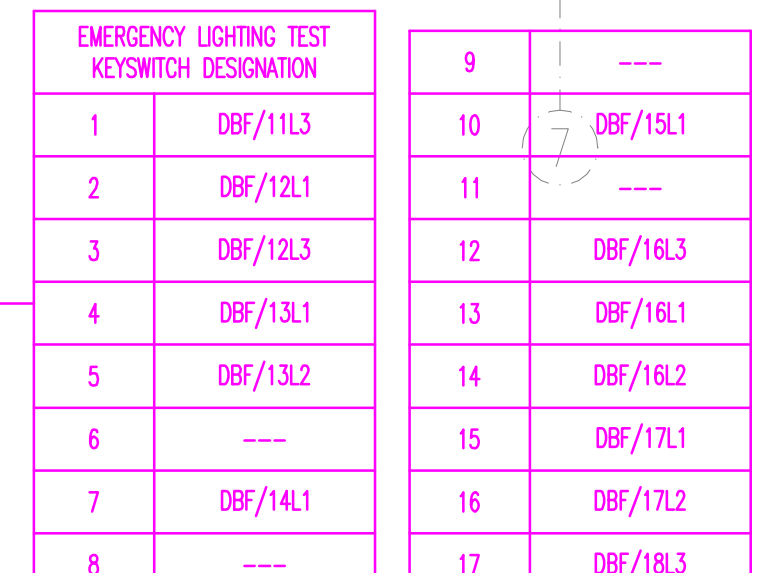 EMERGENCY LIGHTING TEST
KEYSWITCH DESIGNATION
1 DBF/11L3
2 DBF/12L1
3 DBF/12L3
4 DBF/13L1
5 DBF/13L2
6 ---
7 DBF/14L1
8 ---
9 ---
10 DBF/15L1
11 ---
12 DBF/16L3
13 DBF/16L1
14 DBF/16L2
15 DBF/17L1
16 DBF/17L2
17 DBF/18L3
7